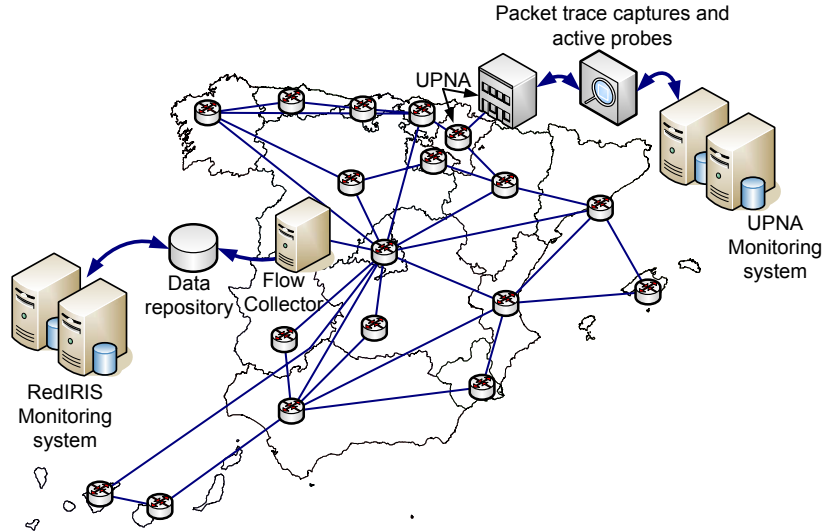 Packet trace captures and
active probes
UPNA
UPNA
Monitoring
system
Data
repository
Flow
Collector
RedIRIS
Monitoring
system